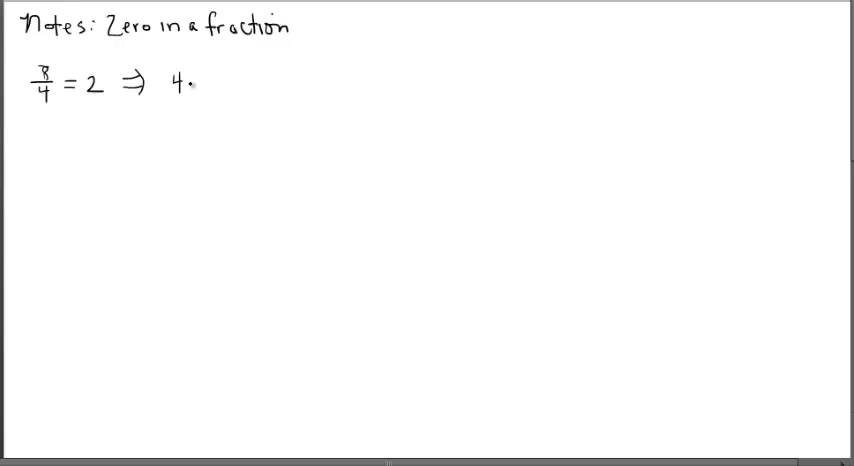 Notes: Zero in a fraction
8/4 = 2 ⇒ 4·